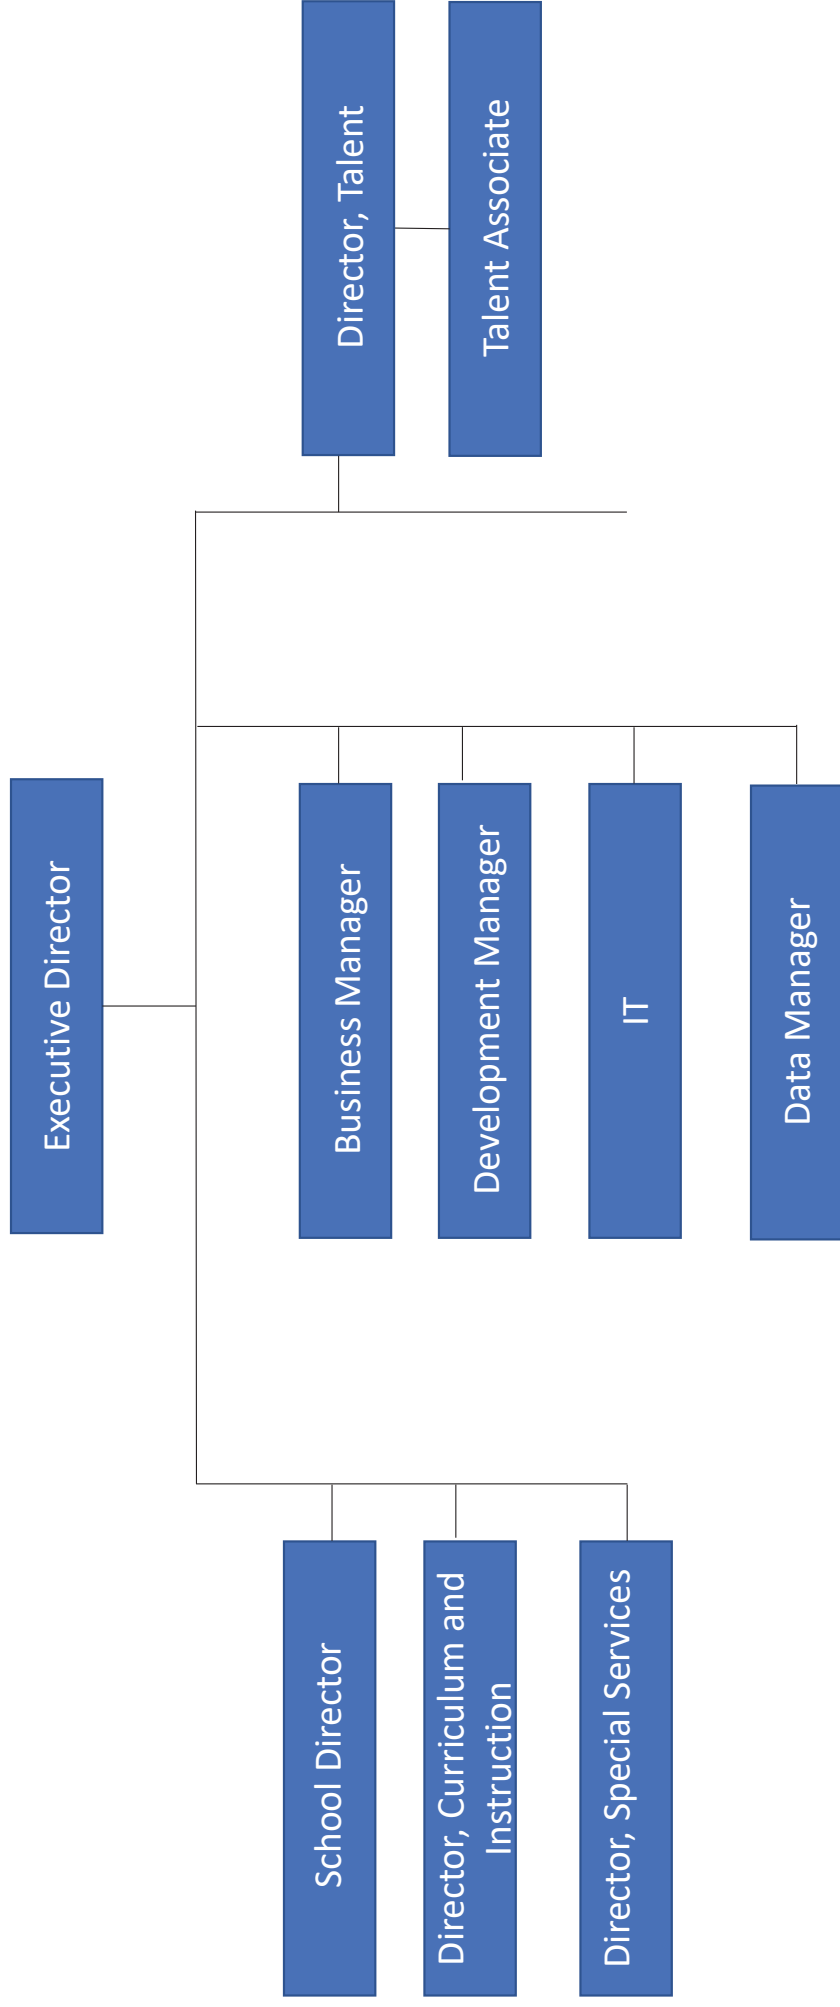 Executive Director
School Director
Director, Curriculum and
Instruction
Director, Special Services
Business Manager
Development Manager
IT
Data Manager
Director, Talent
Talent Associate